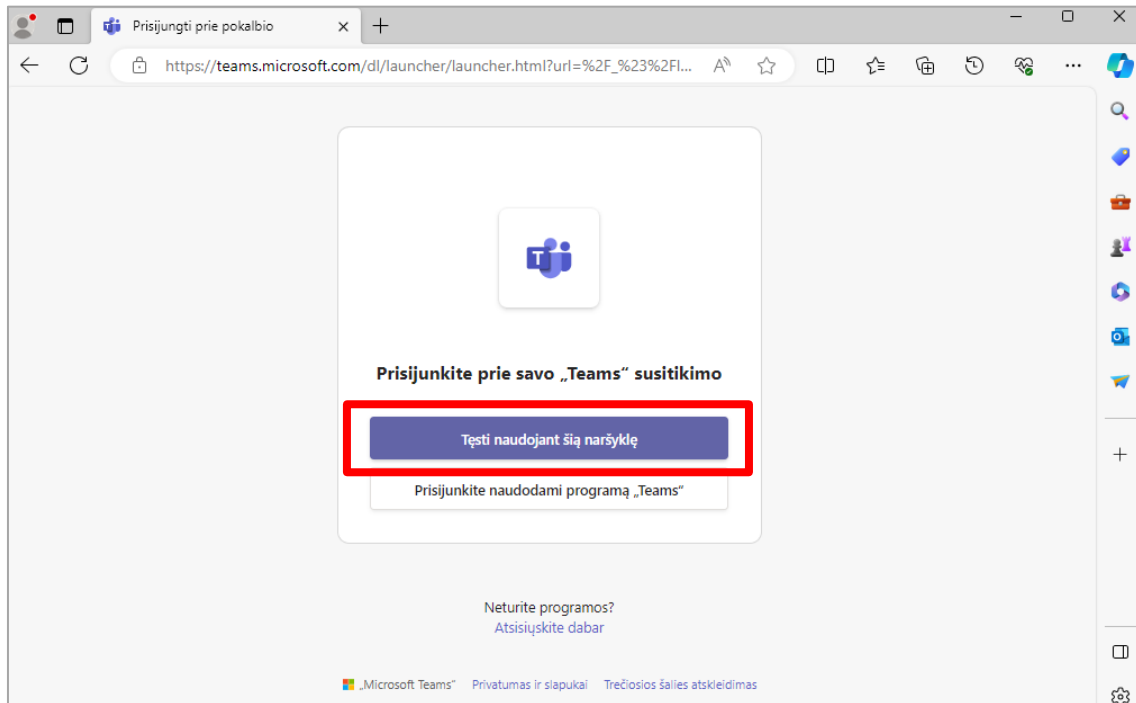 Prisijungti prie pokalbio
https://teams.microsoft.com/dl/launcher/launcher.html?url=%2F_%23%2Fl...
T
Prisijunkite prie savo „Teams“ susitikimo
Tęsti naudojant šią naršyklę
Prisijunkite naudodami programą „Teams“
Neturite programos?
Atsisiųskite dabar
„Microsoft Teams“ Privatumas ir slapukai Trečiosios šalies atskleidimas